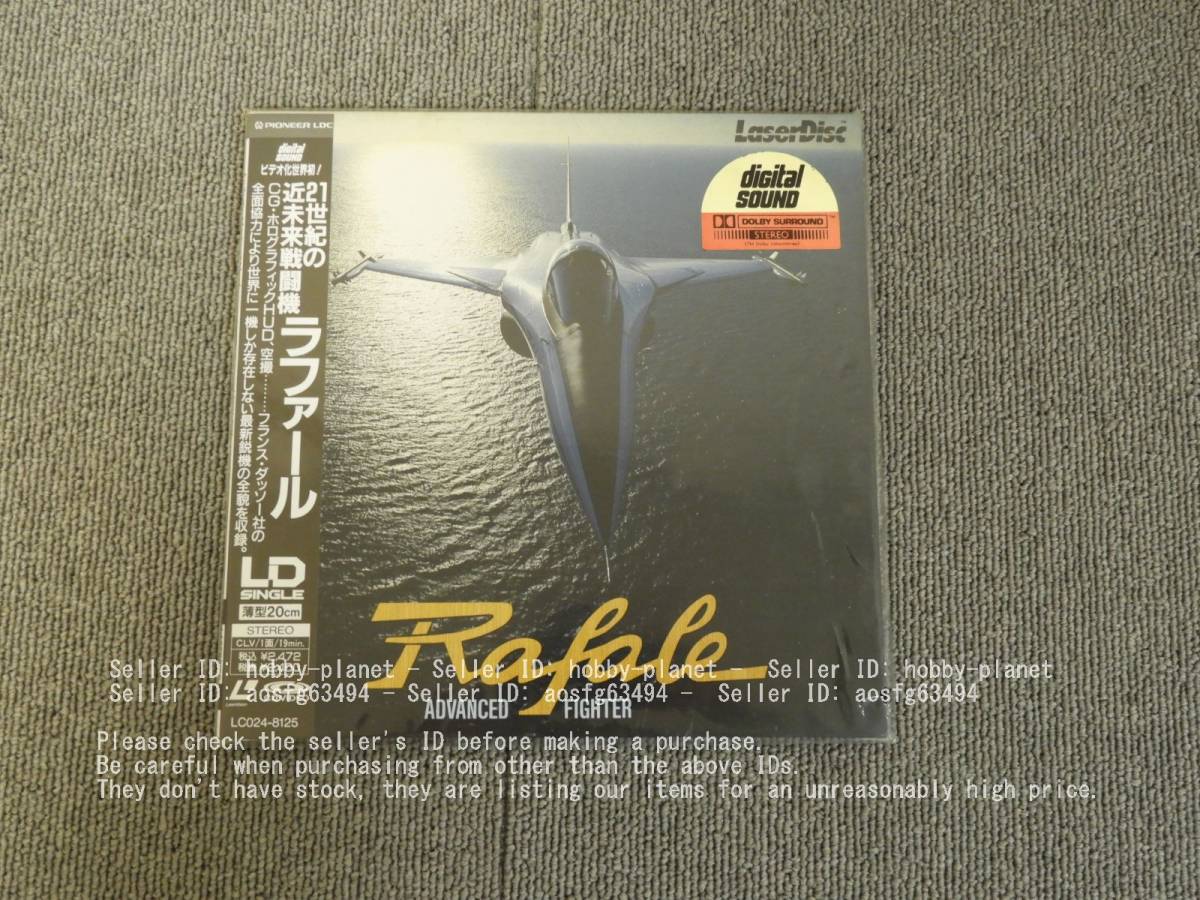 PIONEER LDC
digital
SOUND
ビデオ化世界初!
21世紀の
近未来戦闘機
ラファール
CG・ホログラフィックHUD、空撮………フランス・ダッソー社の
全面協力により世界に一機しか存在しない最新鋭機の全貌を収録。
LD
SINGLE
薄型20cm
STEREO
CLV/1面/19min.
税込 ¥2,472
LC024-8125
LaserDisc
digital
SOUND
DOLBY SURROUND
STEREO
Rafale
ADVANCED FIGHTER
Seller ID: hobby-planet - Seller ID: hobby-planet - Seller ID: hobby-planet
Seller ID: aosfg63494 - Seller ID: aosfg63494 - Seller ID: aosfg63494
Please check the seller's ID before making a purchase.
Be careful when purchasing from other than the above IDs.
They don't have stock, they are listing our items for an unreasonably high price.